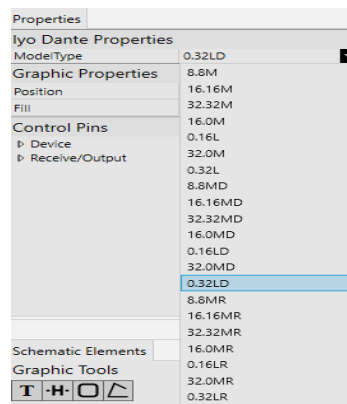 Properties
Iyo Dante Properties
ModelType 0.32LD
Graphic Properties 8.8M
Position 16.16M
Fill 32.32M
16.0M
Control Pins 0.16L
▷ Device 32.0M
▷ Receive/Output 0.32L
8.8MD
16.16MD
32.32MD
16.0MD
0.16LD
32.0MD
0.32LD
8.8MR
16.16MR
32.32MR
Schematic Elements 16.0MR
Graphic Tools 0.16LR
T ·H· 32.0MR
0.32LR